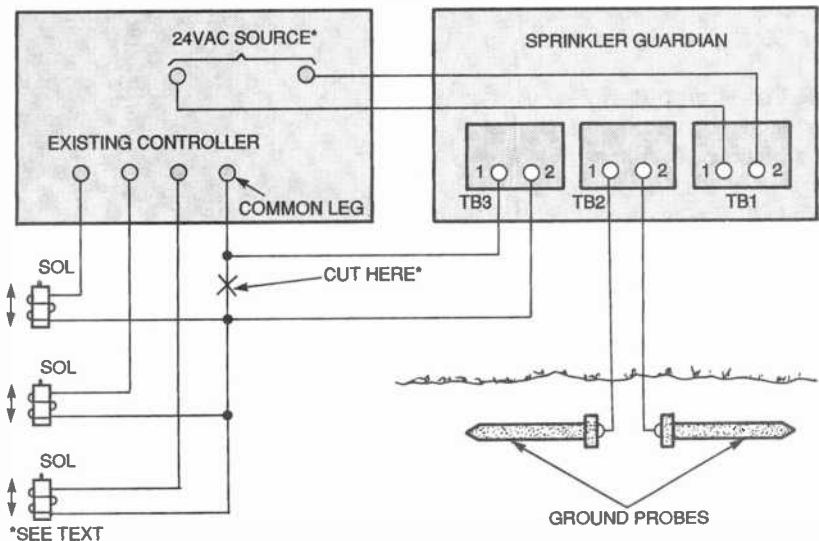 24VAC SOURCE*
SPRINKLER GUARDIAN
EXISTING CONTROLLER
COMMON LEG
1 2
TB3
1 2
TB2
1 2
TB1
CUT HERE*
SOL
SOL
SOL
GROUND PROBES
*SEE TEXT